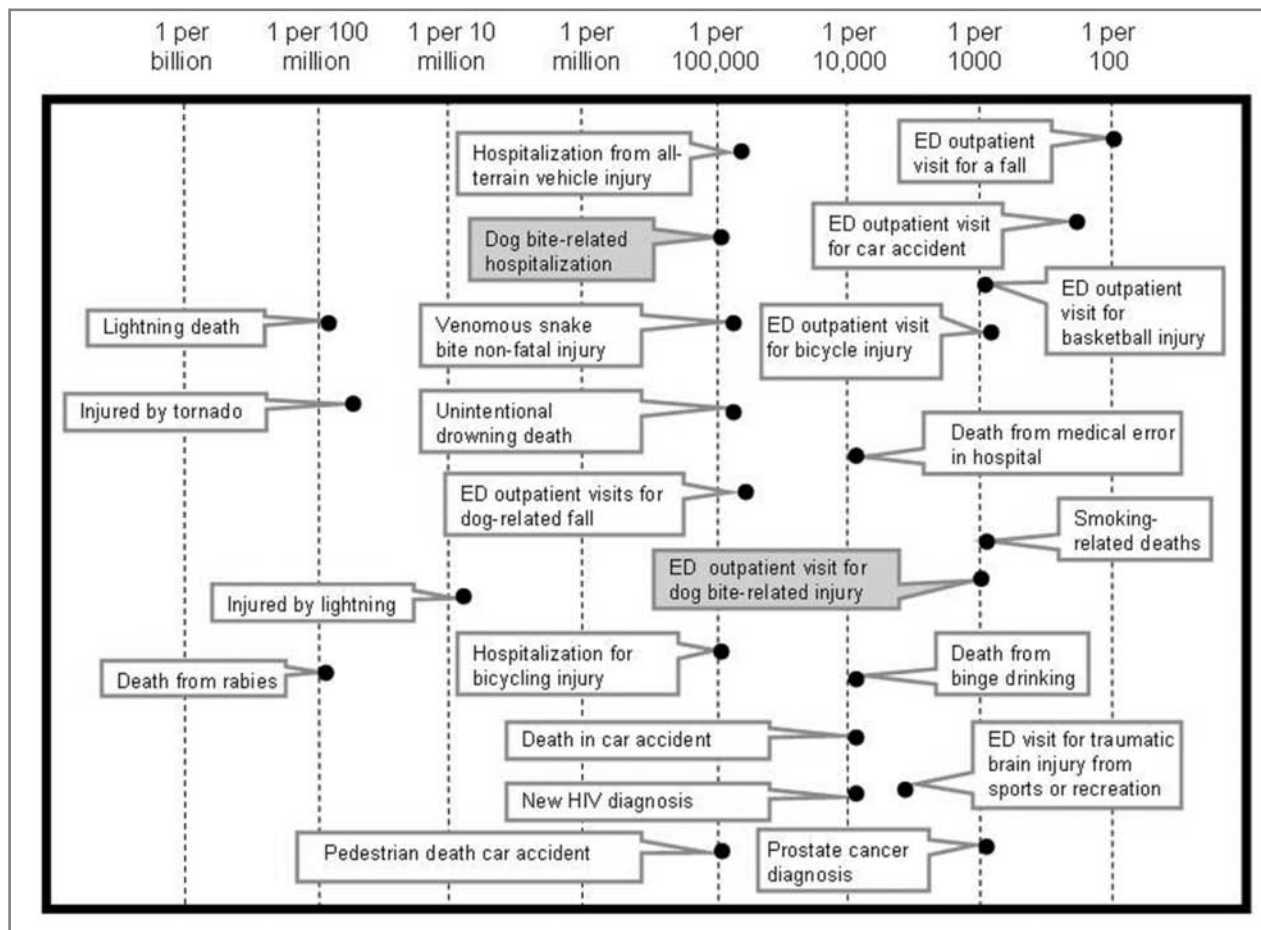 1 per
billion
1 per 100
million
1 per 10
million
1 per
million
1 per
100,000
1 per
10,000
1 per
1000
1 per
100
Hospitalization from all-
terrain vehicle injury
ED outpatient
visit for a fall
Dog bite-related
hospitalization
ED outpatient visit
for car accident
Lightning death
Venomous snake
bite non-fatal injury
ED outpatient visit
for bicycle injury
ED outpatient
visit for
basketball injury
Injured by tornado
Unintentional
drowning death
Death from medical error
in hospital
ED outpatient visits for
dog-related fall
Smoking-
related deaths
ED outpatient visit for
dog bite-related injury
Injured by lightning
Death from rabies
Hospitalization for
bicycling injury
Death from
binge drinking
Death in car accident
ED visit for traumatic
brain injury from
sports or recreation
New HIV diagnosis
Pedestrian death car accident
Prostate cancer
diagnosis